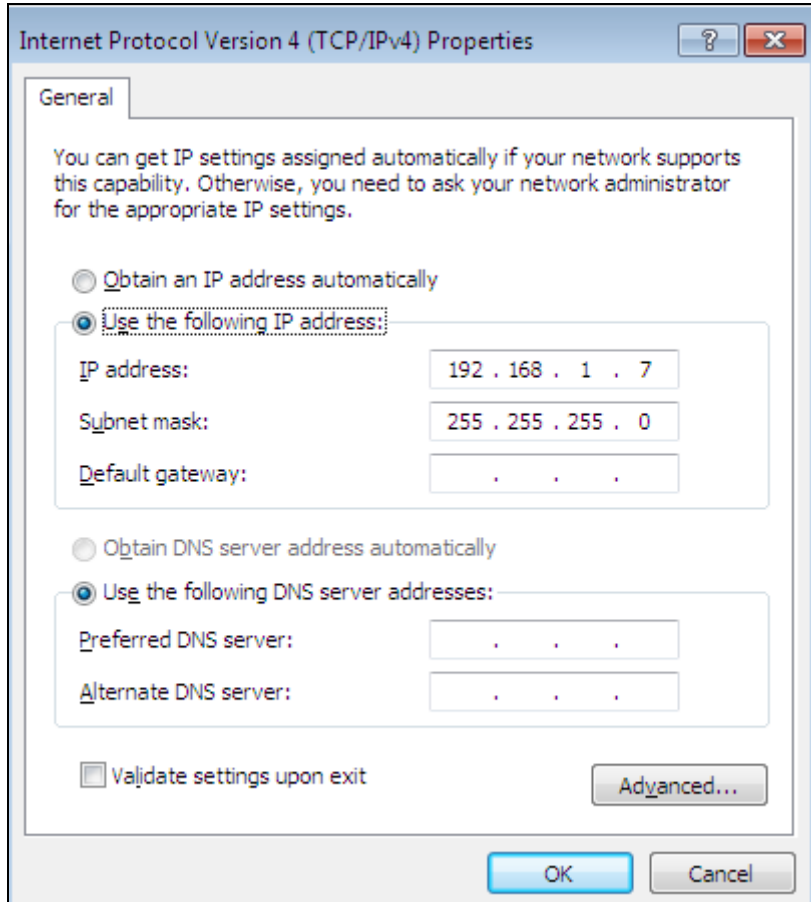 Internet Protocol Version 4 (TCP/IPv4) Properties
?
General
You can get IP settings assigned automatically if your network supports
this capability. Otherwise, you need to ask your network administrator
for the appropriate IP settings.
Obtain an IP address automatically
Use the following IP address:
IP address: 192 . 168 . 1 . 7
Subnet mask: 255 . 255 . 255 . 0
Default gateway: . . .
Obtain DNS server address automatically
Use the following DNS server addresses:
Preferred DNS server: . . .
Alternate DNS server: . . .
Validate settings upon exit
Advanced...
OK Cancel